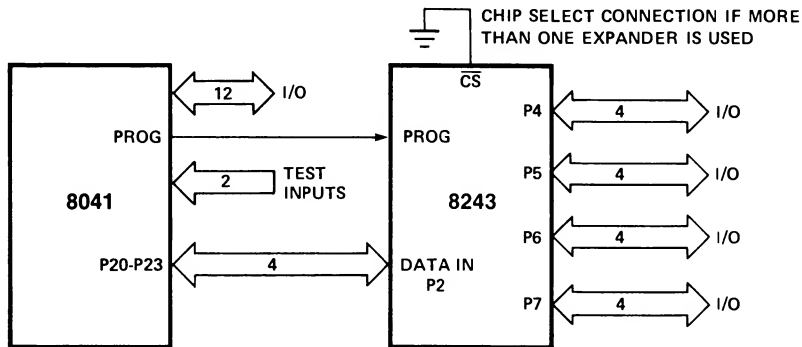 CHIP SELECT CONNECTION IF MORE
THAN ONE EXPANDER IS USED
CS
12 I/O
P4 4 I/O
PROG PROG
2 TEST
INPUTS
P5 4 I/O
8041 8243
P6 4 I/O
P20-P23 4 DATA IN
P2
P7 4 I/O